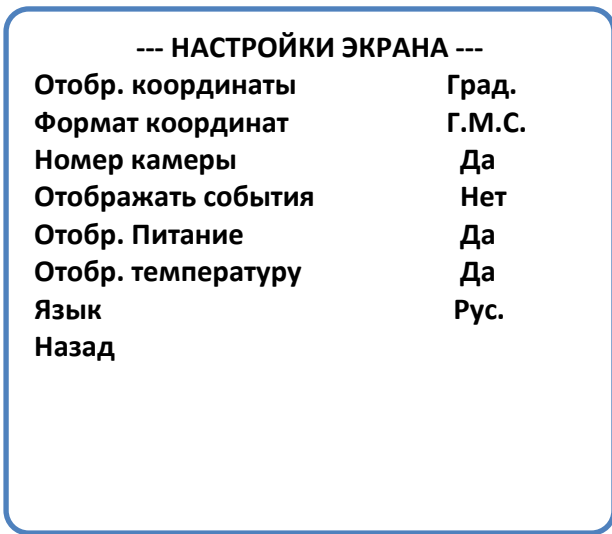 --- НАСТРОЙКИ ЭКРАНА ---
Отобр. координаты Град.
Формат координат Г.М.С.
Номер камеры Да
Отображать события Нет
Отобр. Питание Да
Отобр. температуру Да
Язык Рус.
Назад